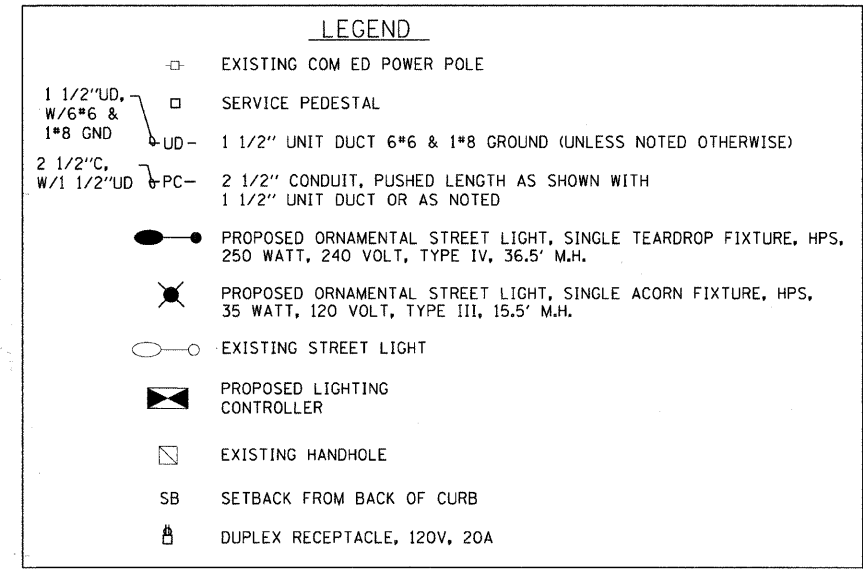 LEGEND
EXISTING COM ED POWER POLE
1 1/2"UD,
W/6#6 &
1#8 GND
SERVICE PEDESTAL
UD
1 1/2" UNIT DUCT 6#6 & 1#8 GROUND (UNLESS NOTED OTHERWISE)
2 1/2"C,
W/1 1/2"UD
PC
2 1/2" CONDUIT, PUSHED LENGTH AS SHOWN WITH
1 1/2" UNIT DUCT OR AS NOTED
PROPOSED ORNAMENTAL STREET LIGHT, SINGLE TEARDROP FIXTURE, HPS,
250 WATT, 240 VOLT, TYPE IV, 36.5' M.H.
PROPOSED ORNAMENTAL STREET LIGHT, SINGLE ACORN FIXTURE, HPS,
35 WATT, 120 VOLT, TYPE III, 15.5' M.H.
EXISTING STREET LIGHT
PROPOSED LIGHTING
CONTROLLER
EXISTING HANDHOLE
SB SETBACK FROM BACK OF CURB
DUPLEX RECEPTACLE, 120V, 20A